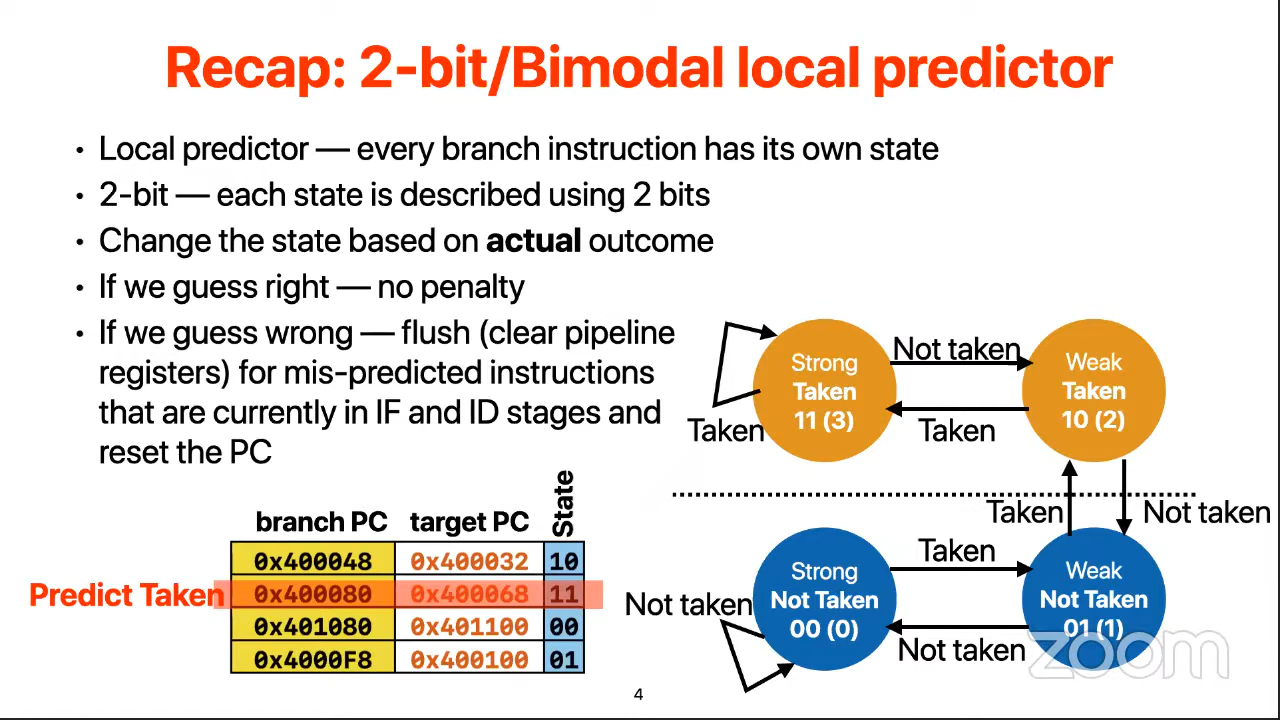 Recap: 2-bit/Bimodal local predictor
• Local predictor — every branch instruction has its own state
• 2-bit — each state is described using 2 bits
• Change the state based on actual outcome
• If we guess right — no penalty
• If we guess wrong — flush (clear pipeline
registers) for mis-predicted instructions
that are currently in IF and ID stages and
reset the PC
branch PC target PC State
0x400048 0x400032 10
Predict Taken 0x400080 0x400068 11
0x401080 0x401100 00
0x4000F8 0x400100 01
Strong
Taken
11 (3)
Not taken
Weak
Taken
10 (2)
Taken
Taken
Taken
Not taken
Strong
Not Taken
00 (0)
Taken
Weak
Not Taken
01 (1)
Not taken
Not taken
zoom
4